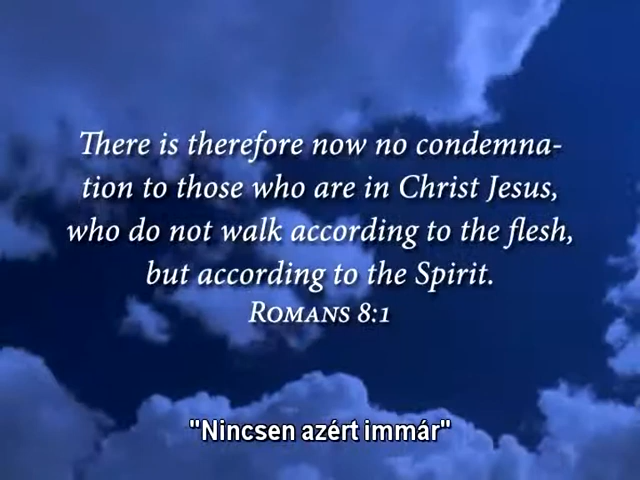 There is therefore now no condemna-
tion to those who are in Christ Jesus,
who do not walk according to the flesh,
but according to the Spirit.
ROMANS 8:1
"Nincsen azért immár"